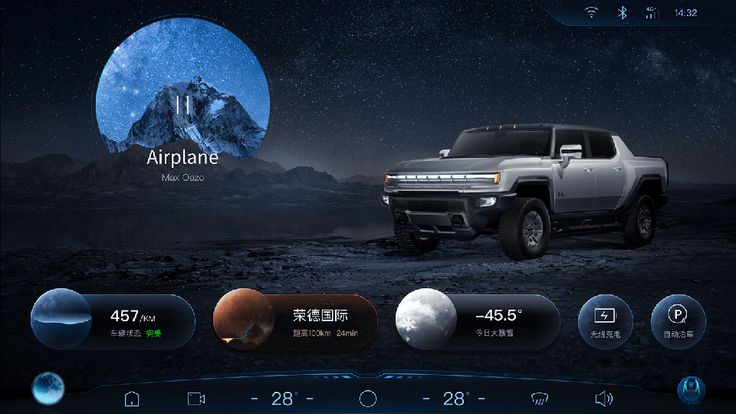 4G
14:32
Airplane
Max Oazo
457/KM
车辆状态 完美
荣德国际
距离100km 24min
-45.5°
今日大暴雪
无线充电
自动泊车
- 28° -
- 28° -